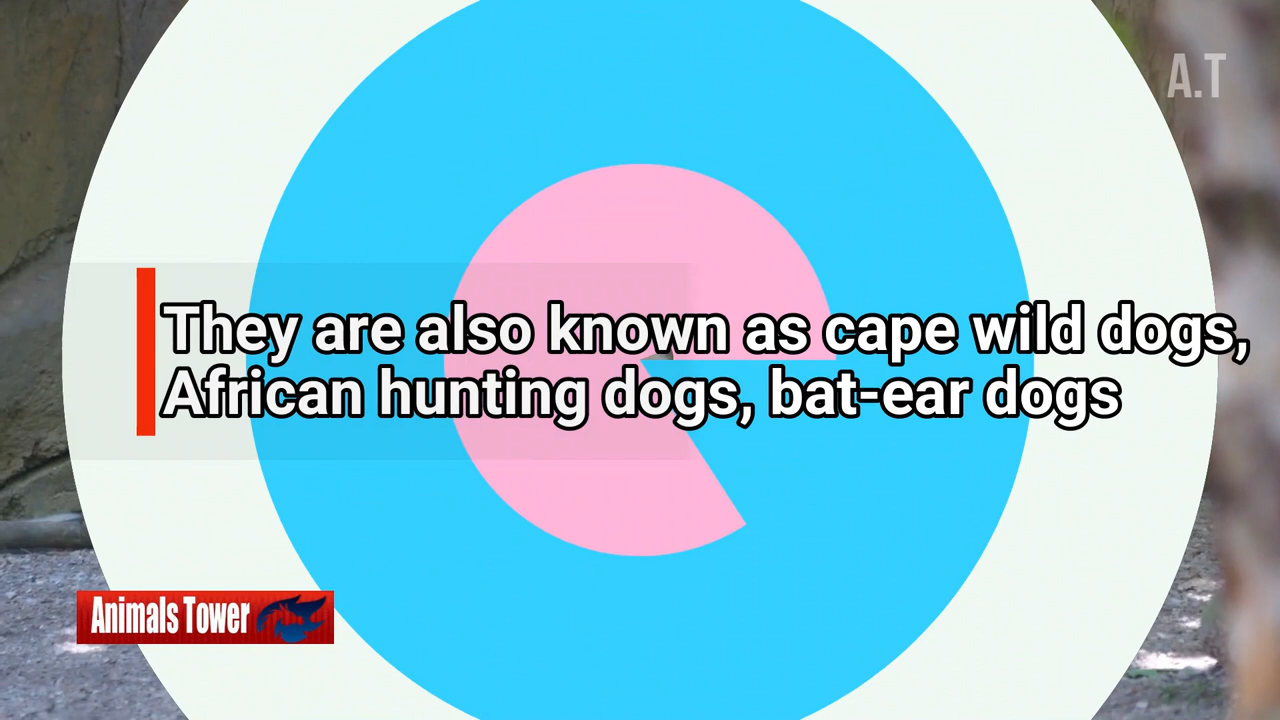 A.T
They are also known as cape wild dogs,
African hunting dogs, bat-ear dogs
Animals Tower